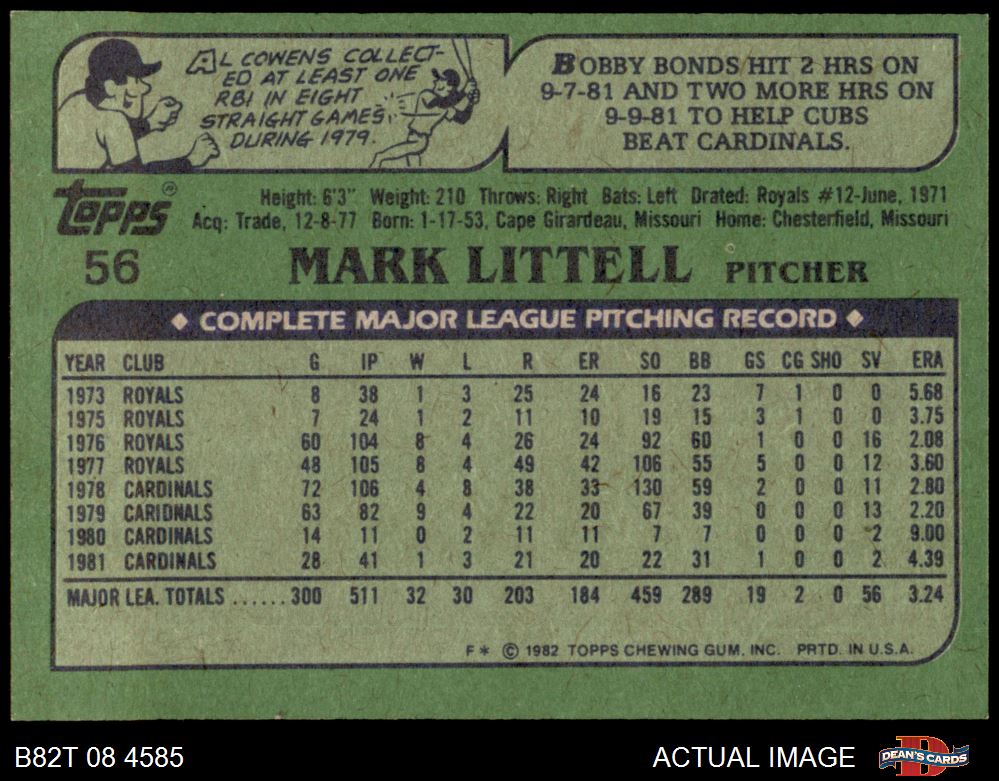 AL COWENS COLLECT-
ED AT LEAST ONE
RBI IN EIGHT
STRAIGHT GAMES
DURING 1979.
BOBBY BONDS HIT 2 HRS ON
9-7-81 AND TWO MORE HRS ON
9-9-81 TO HELP CUBS
BEAT CARDINALS.
Topps®
Height: 6'3" Weight: 210 Throws: Right Bats: Left Drated: Royals #12-June, 1971
Acq: Trade, 12-8-77 Born: 1-17-53, Cape Girardeau, Missouri Home: Chesterfield, Missouri
56 MARK LITTELL PITCHER
◆ COMPLETE MAJOR LEAGUE PITCHING RECORD ◆
YEAR CLUB G IP W L R ER SO BB GS CG SHO SV ERA
1973 ROYALS 8 38 1 3 25 24 16 23 7 1 0 0 5.68
1975 ROYALS 7 24 1 2 11 10 19 15 3 1 0 0 3.75
1976 ROYALS 60 104 8 4 26 24 92 60 1 0 0 16 2.08
1977 ROYALS 48 105 8 4 49 42 106 55 5 0 0 12 3.60
1978 CARDINALS 72 106 4 8 38 33 130 59 2 0 0 11 2.80
1979 CARIDNALS 63 82 9 4 22 20 67 39 0 0 0 13 2.20
1980 CARDINALS 14 11 0 2 11 11 7 7 0 0 0 2 9.00
1981 CARDINALS 28 41 1 3 21 20 22 31 1 0 0 2 4.39
MAJOR LEA. TOTALS ...... 300 511 32 30 203 184 459 289 19 2 0 56 3.24
F* © 1982 TOPPS CHEWING GUM, INC. PRTD. IN U.S.A.
B82T 08 4585 ACTUAL IMAGE DEAN'S CARDS